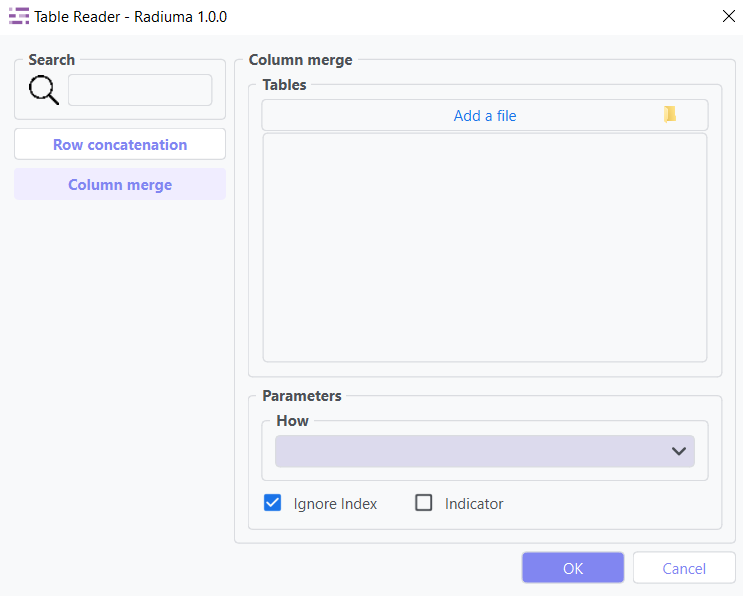 Table Reader - Radiuma 1.0.0
Search
Row concatenation
Column merge
Column merge
Tables
Add a file
Parameters
How
Ignore Index
Indicator
OK
Cancel